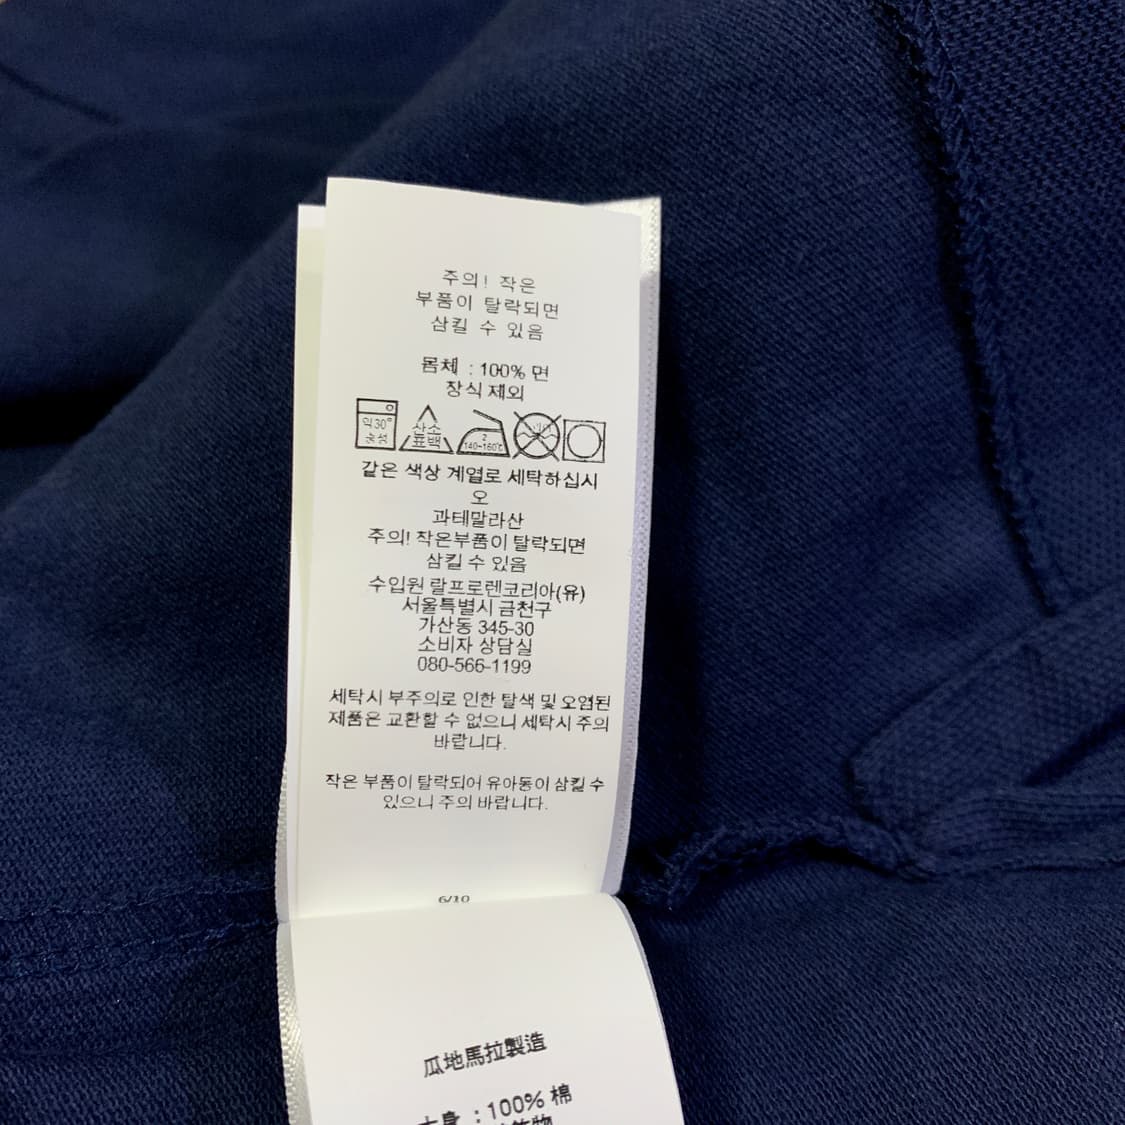 주의! 작은
부품이 탈락되면
삼킬 수 있음
몸체 : 100% 면
장식 제외
약30°
중성
산소
표백
2
140~160℃
같은 색상 계열로 세탁하십시
오
과테말라산
주의! 작은부품이 탈락되면
삼킬 수 있음
수입원 랄프로렌코리아(유)
서울특별시 금천구
가산동 345-30
소비자 상담실
080-566-1199
세탁시 부주의로 인한 탈색 및 오염된
제품은 교환할 수 없으니 세탁시 주의
바랍니다.
작은 부품이 탈락되어 유아동이 삼킬 수
있으니 주의 바랍니다.
6/10
瓜地馬拉製造
大身 : 100% 棉